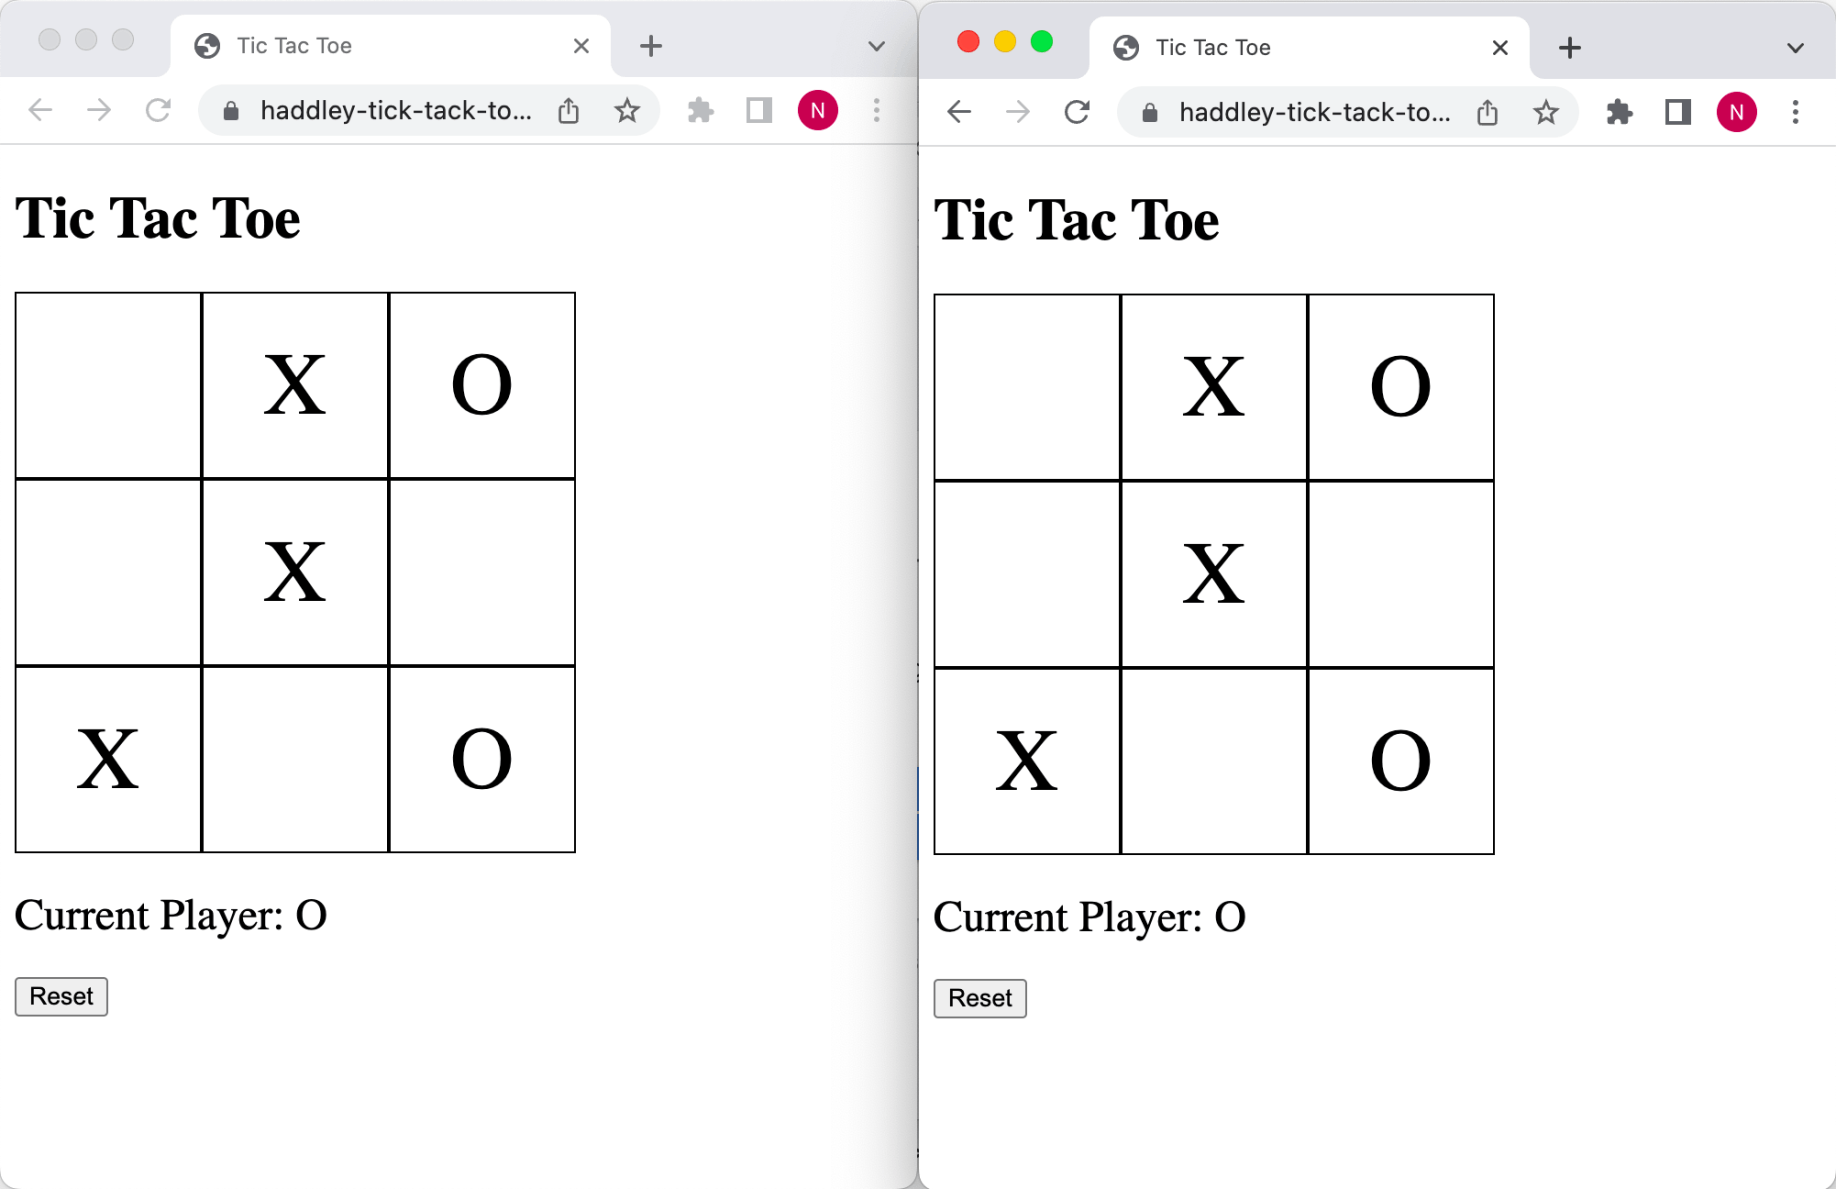 Tic Tac Toe
haddley-tick-tack-to...
N
Tic Tac Toe
X O
X
X O
Current Player: O
Reset
Tic Tac Toe
haddley-tick-tack-to...
N
Tic Tac Toe
X O
X
X O
Current Player: O
Reset